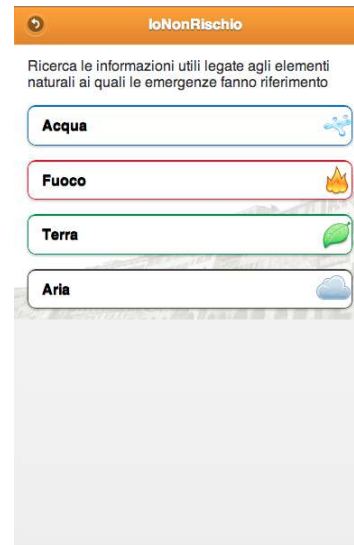 IoNonRischio
Ricerca le informazioni utili legate agli elementi
naturali ai quali le emergenze fanno riferimento
Acqua
Fuoco
Terra
Aria